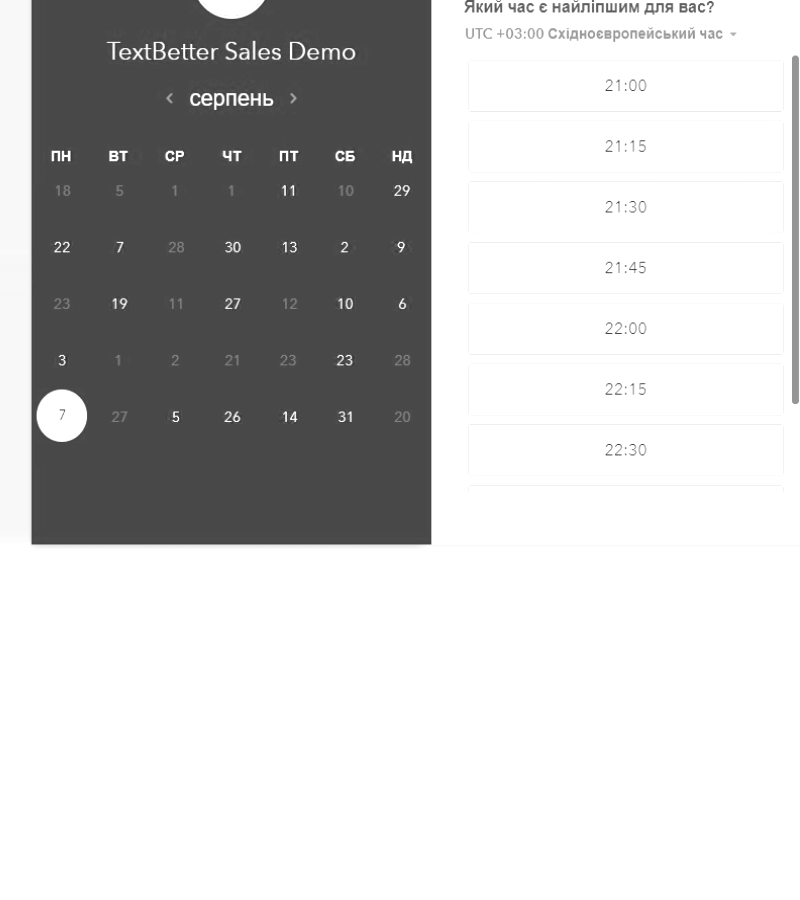 TextBetter Sales Demo
серпень
ПН ВТ СР ЧТ ПТ СБ НД
18 5 1 1 11 10 29
22 7 28 30 13 2 9
23 19 11 27 12 10 6
3 1 2 21 23 23 28
7 27 5 26 14 31 20
Який час є найліпшим для вас?
UTC +03:00 Східноєвропейський час
21:00
21:15
21:30
21:45
22:00
22:15
22:30